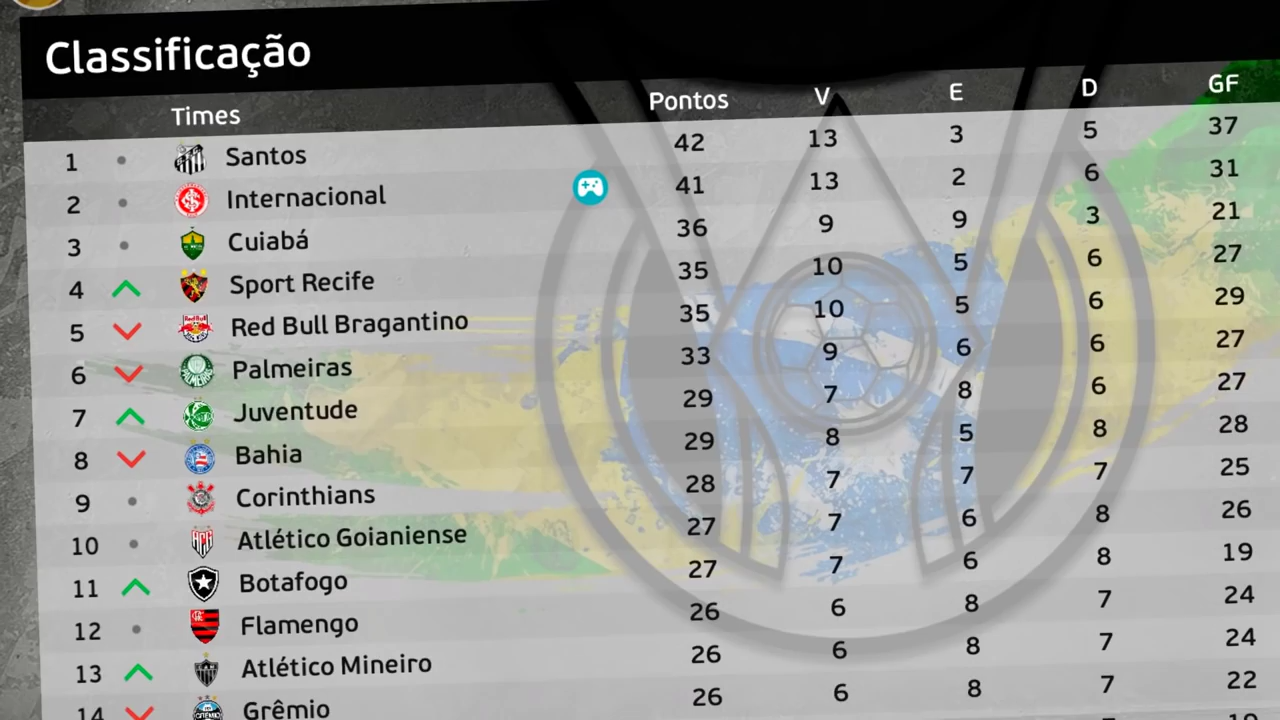 Classificação
Times Pontos V E D GF
1 Santos 42 13 3 5 37
2 Internacional 41 13 2 6 31
3 Cuiabá 36 9 9 3 21
4 Sport Recife 35 10 5 6 27
5 Red Bull Bragantino 35 10 5 6 29
6 Palmeiras 33 9 6 6 27
7 Juventude 29 7 8 6 27
8 Bahia 29 8 5 8 28
9 Corinthians 28 7 7 7 25
10 Atlético Goianiense 27 7 6 8 26
11 Botafogo 27 7 6 8 19
12 Flamengo 26 6 8 7 24
13 Atlético Mineiro 26 6 8 7 24
14 Grêmio 26 6 8 7 22